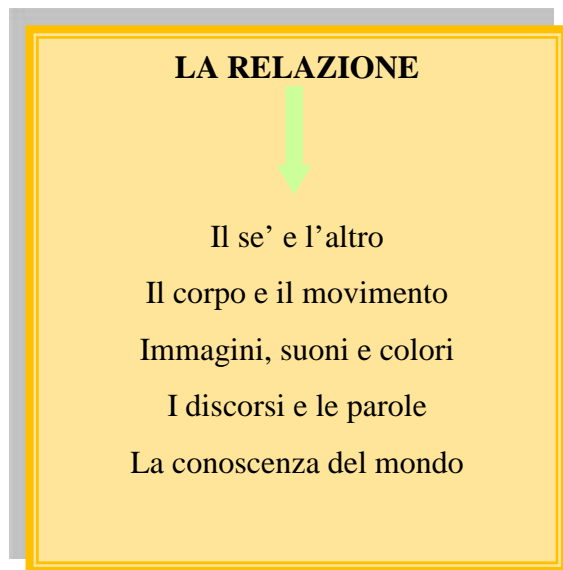 LA RELAZIONE
Il se’ e l’altro
Il corpo e il movimento
Immagini, suoni e colori
I discorsi e le parole
La conoscenza del mondo